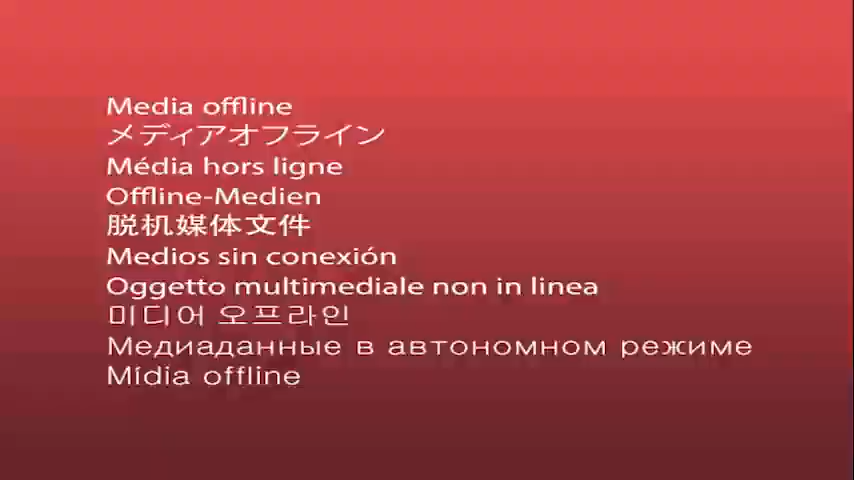 Media offline
メディアオフライン
Média hors ligne
Offline-Medien
脱机媒体文件
Medios sin conexión
Oggetto multimediale non in linea
미디어 오프라인
Медиаданные в автономном режиме
Mídia offline